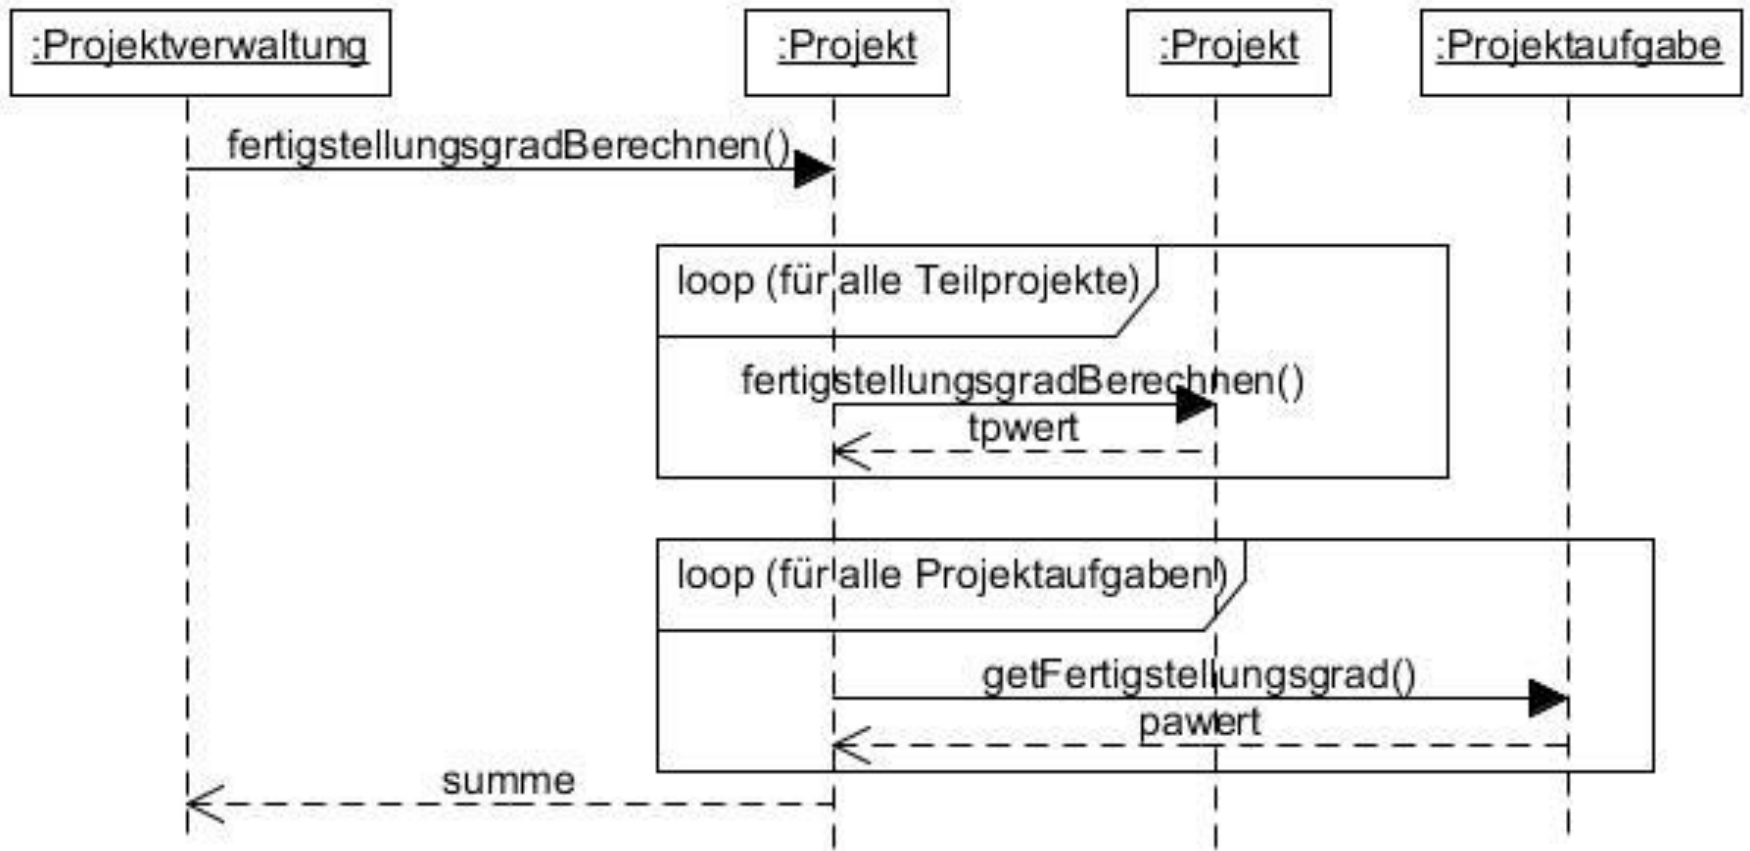 :Projektverwaltung
:Projekt
:Projekt
:Projektaufgabe
fertigstellungsgradBerechnen()
loop (für alle Teilprojekte)
fertigstellungsgradBerechnen()
tpwert
loop (für alle Projektaufgaben)
getFertigstellungsgrad()
pawert
summe